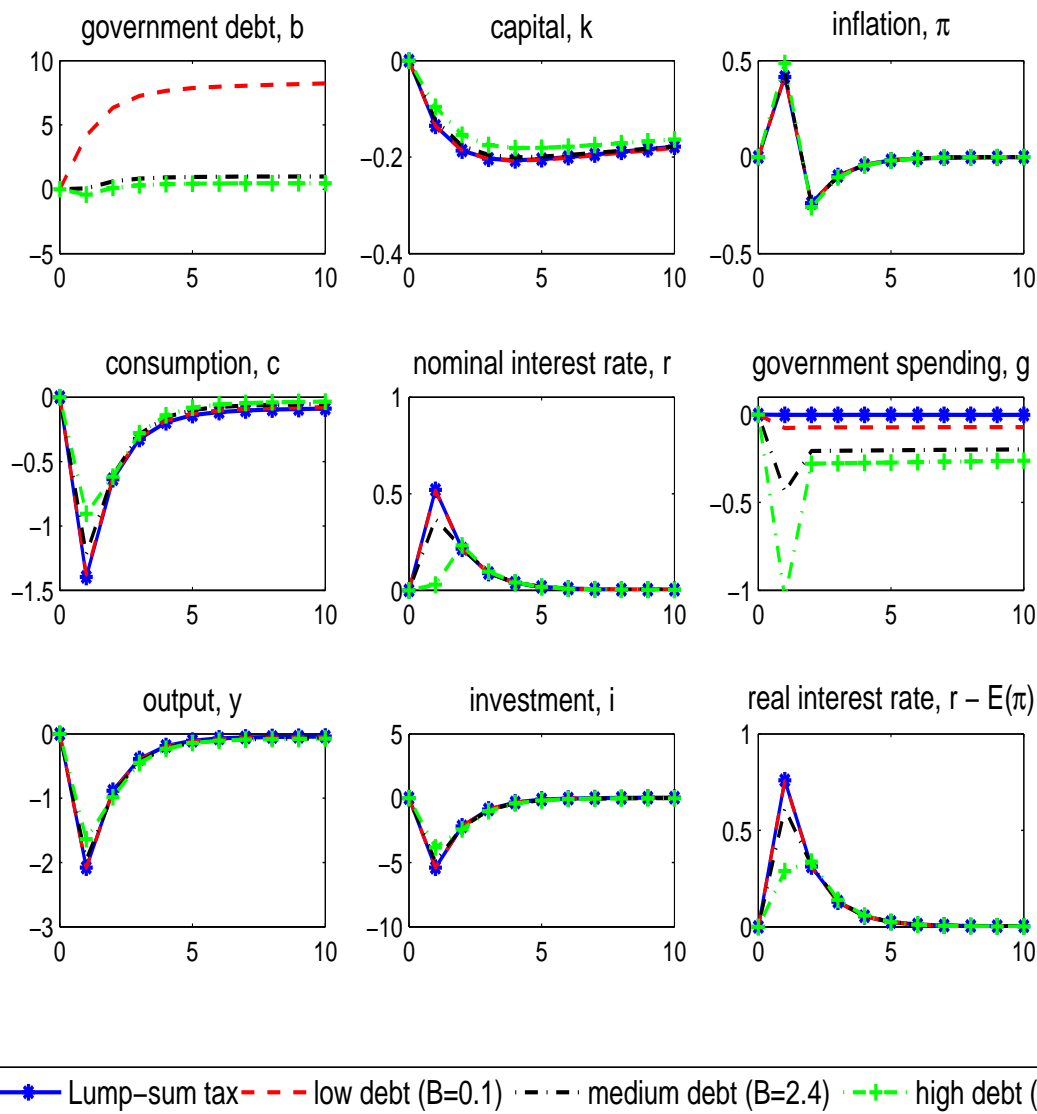 government debt, b
capital, k
inflation, π
10
5
0
−5
0 5 10
0
−0.2
−0.4
0 5 10
0.5
0
−0.5
0 5 10
consumption, c
nominal interest rate, r
government spending, g
0
−0.5
−1
−1.5
0 5 10
1
0.5
0
0 5 10
0
−0.5
−1
0 5 10
output, y
investment, i
real interest rate, r − E(π)
0
−1
−2
−3
0 5 10
5
0
−5
−10
0 5 10
1
0.5
0
0 5 10
Lump−sum tax low debt (B=0.1) medium debt (B=2.4) high debt (